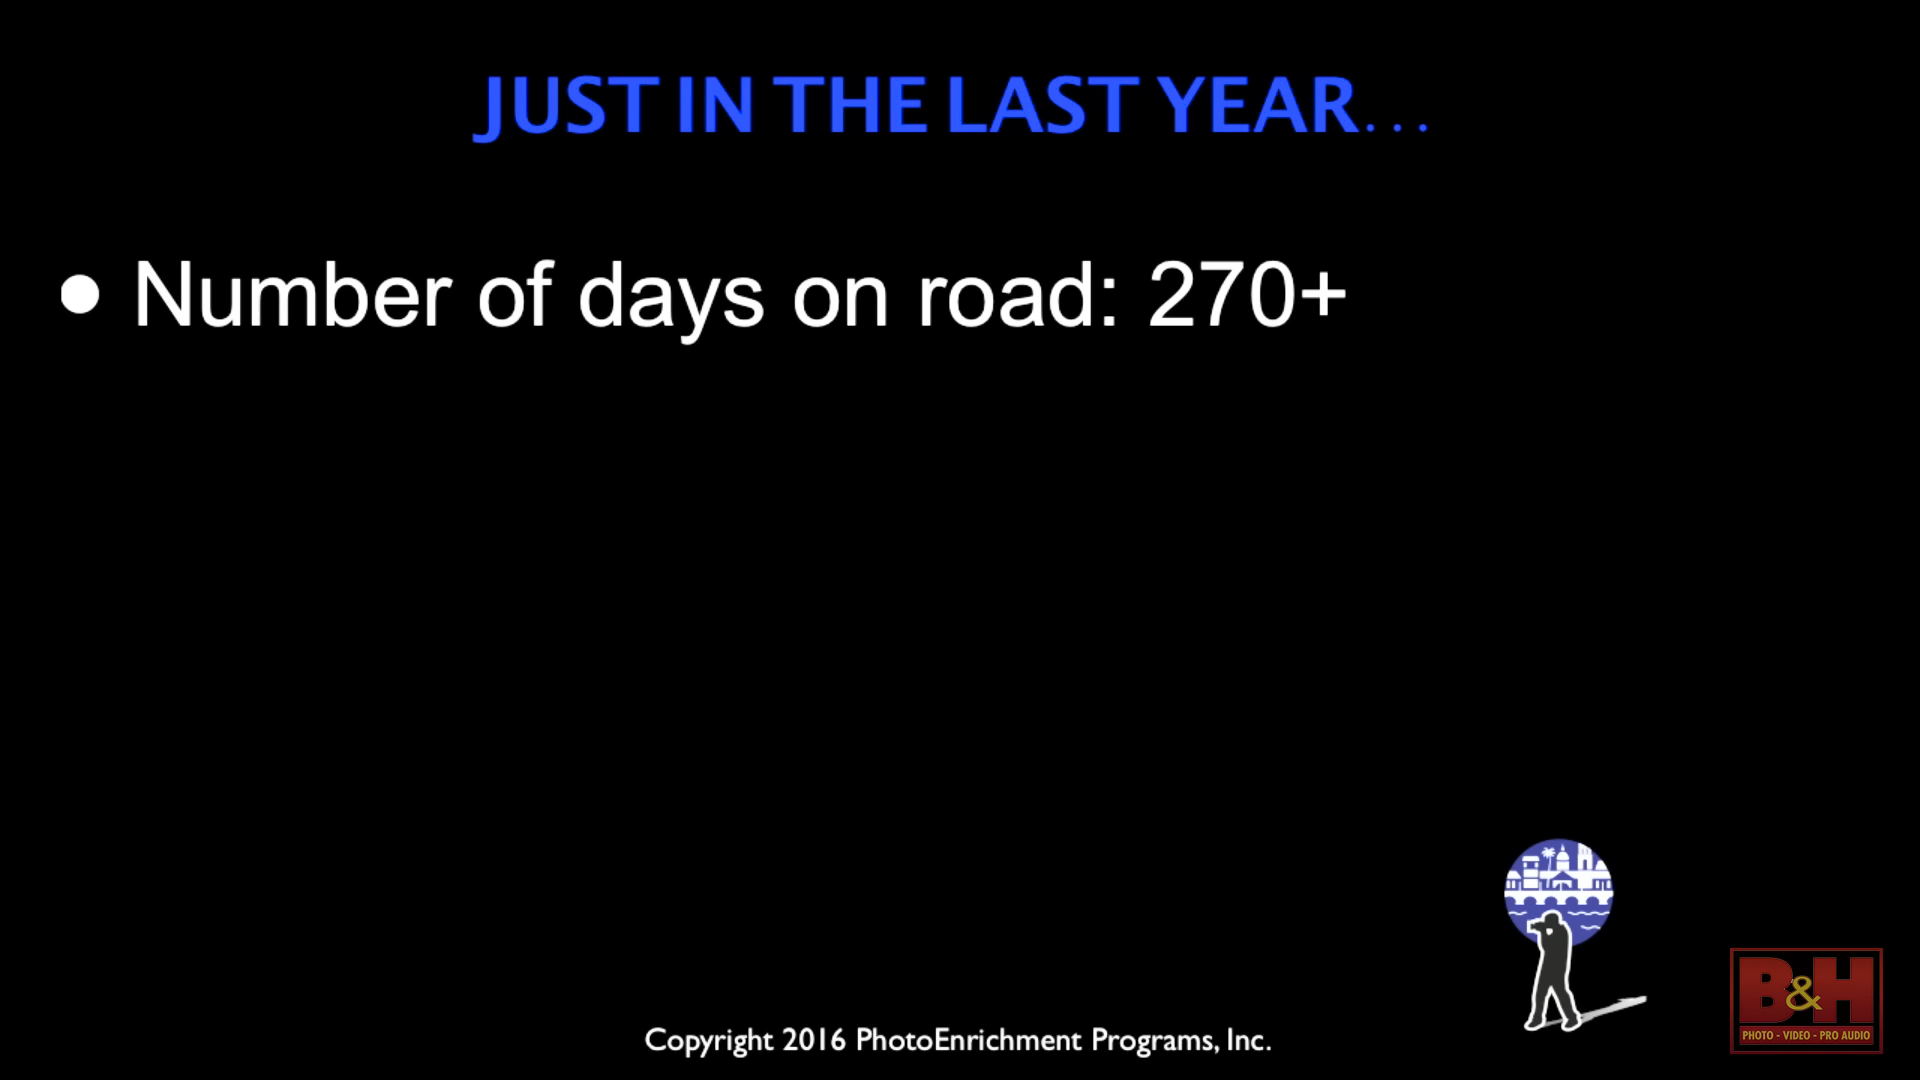 JUST IN THE LAST YEAR...
• Number of days on road: 270+
Copyright 2016 PhotoEnrichment Programs, Inc.
B&H
PHOTO - VIDEO - PRO AUDIO